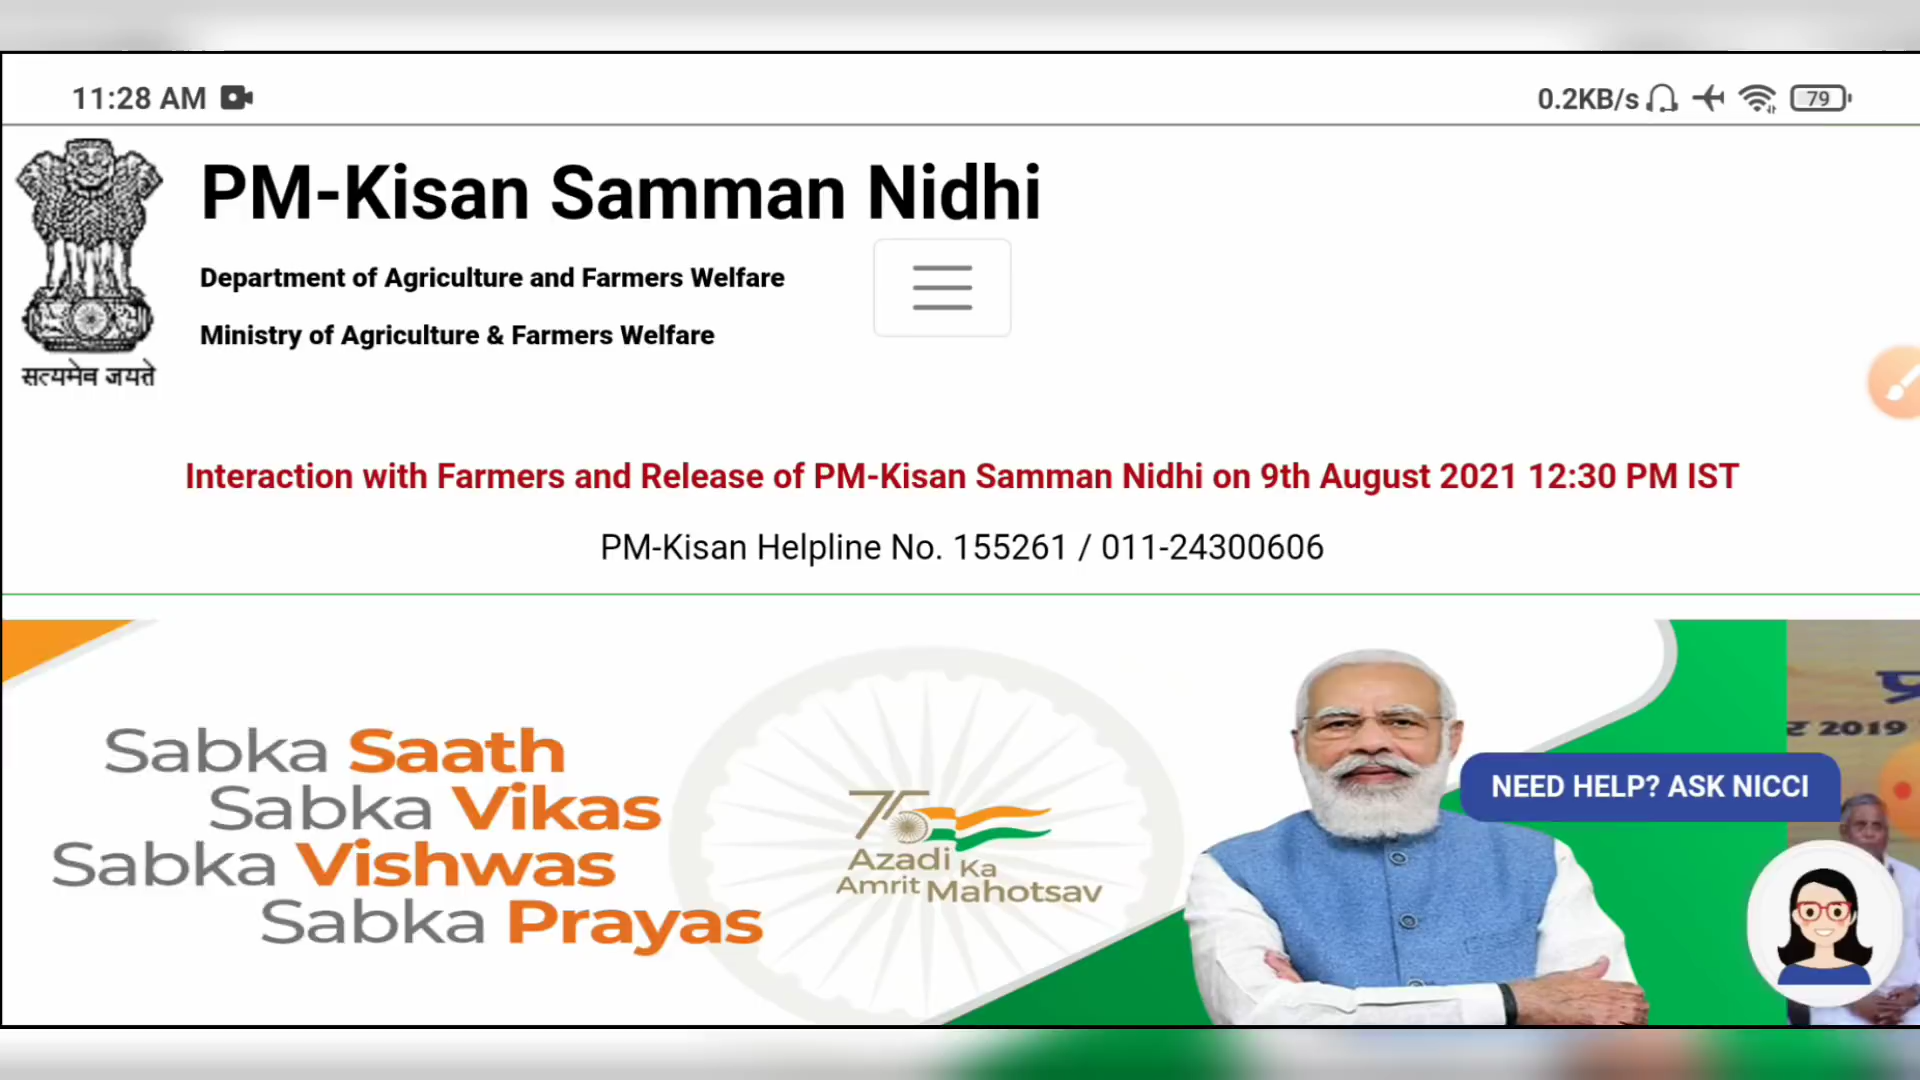 11:28 AM
0.2KB/s
79
PM-Kisan Samman Nidhi
Department of Agriculture and Farmers Welfare
Ministry of Agriculture & Farmers Welfare
सत्यमेव जयते
Interaction with Farmers and Release of PM-Kisan Samman Nidhi on 9th August 2021 12:30 PM IST
PM-Kisan Helpline No. 155261 / 011-24300606
Sabka Saath
Sabka Vikas
Sabka Vishwas
Sabka Prayas
75
Azadi Ka
Amrit Mahotsav
2019
NEED HELP? ASK NICCI